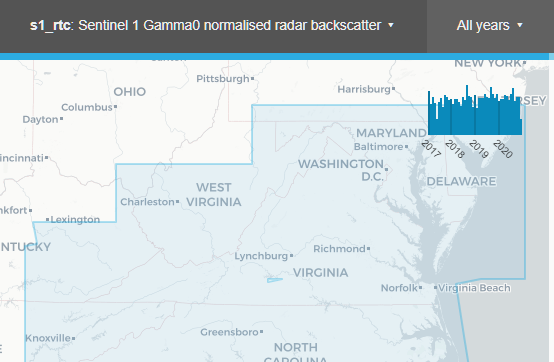 s1_rtc: Sentinel 1 Gamma0 normalised radar backscatter
All years
NEW YORK
Pittsburgh
Harrisburg
OHIO
Columbus
Dayton
MARYLAND
Baltimore
2017
2018
2019
2020
incinnati
WASHINGTON
D.C.
DELAWARE
WEST
VIRGINIA
Charleston
nkfort
Lexington
NTUCKY
Richmond
Lynchburg
VIRGINIA
Norfolk
Virginia Beach
Greensboro
Knoxville
NORTH
CAROLINA